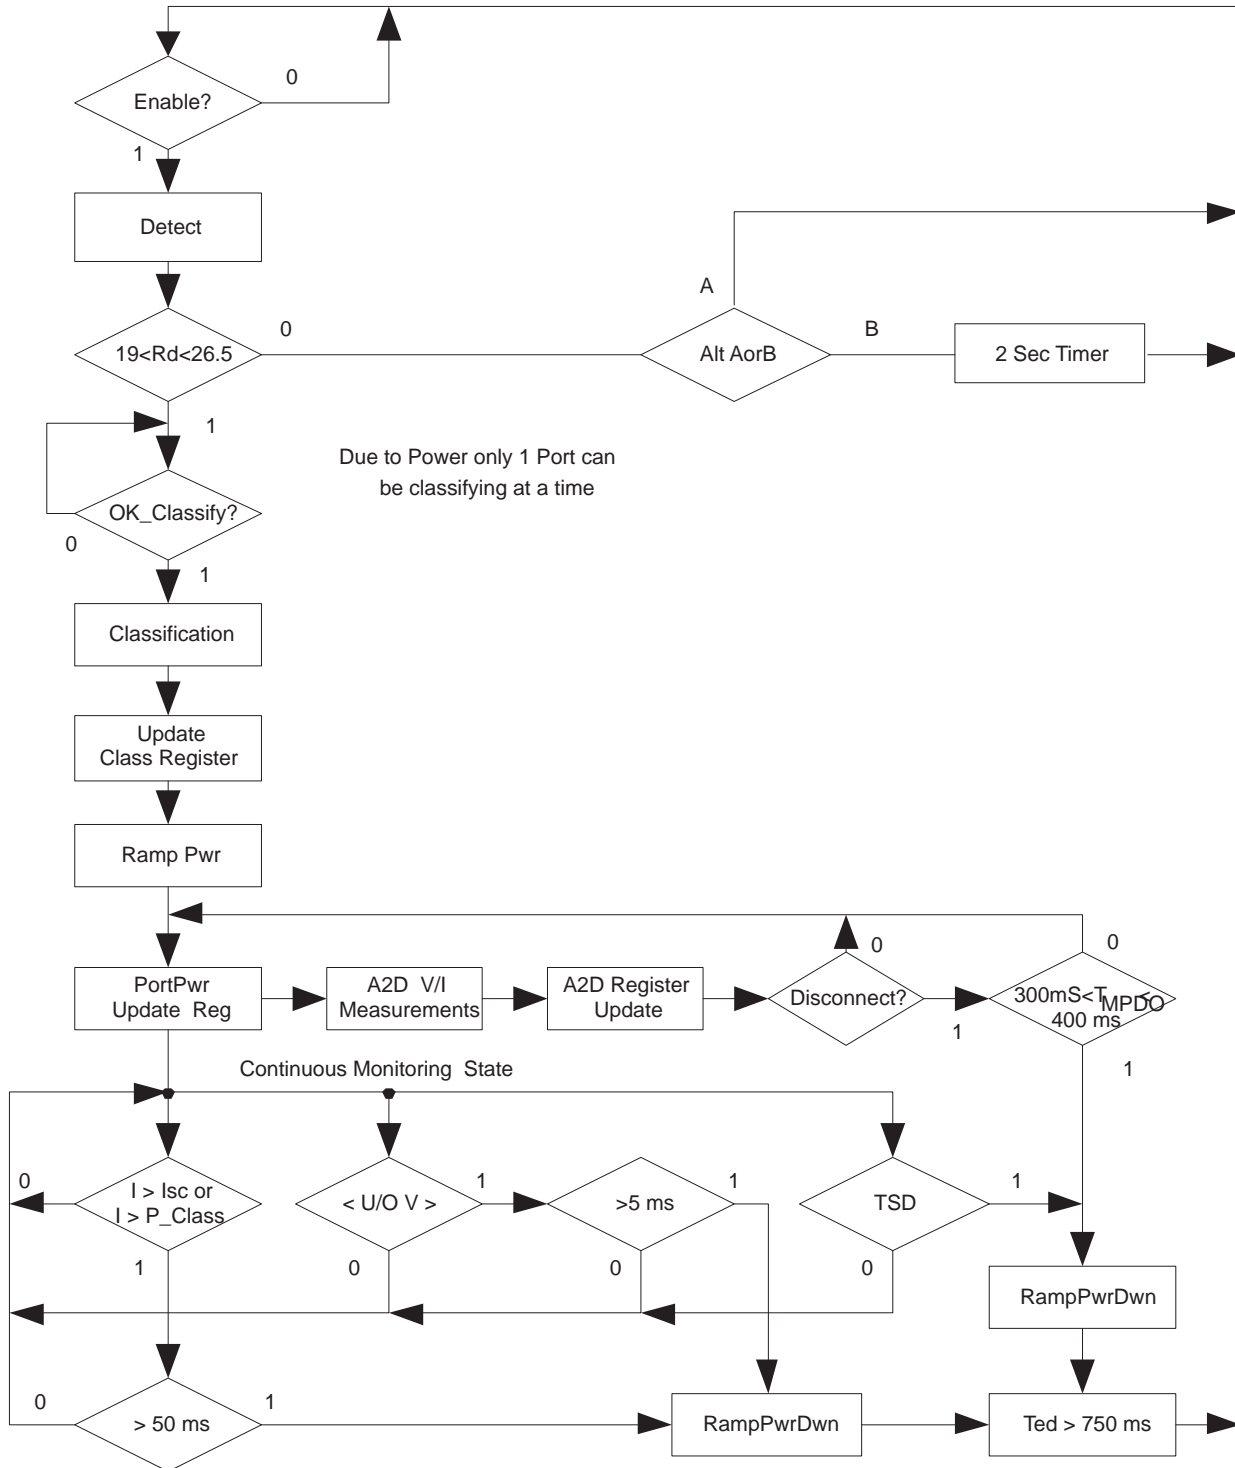 0
Enable?
1
Detect
A
0
B
19<Rd<26.5
Alt AorB
2 Sec Timer
1
Due to Power only 1 Port can
be classifying at a time
OK_Classify?
0
1
Classification
Update
Class Register
Ramp Pwr
0
0
PortPwr
Update Reg
A2D V/I
Measurements
A2D Register
Update
Disconnect?
300mS<TMPDO<
400 ms
1
1
Continuous Monitoring State
0
I > Isc or
I > P_Class
1
< U/O V >
1
>5 ms
1
TSD
1
0
0
0
RampPwrDwn
0
> 50 ms
1
RampPwrDwn
Ted > 750 ms